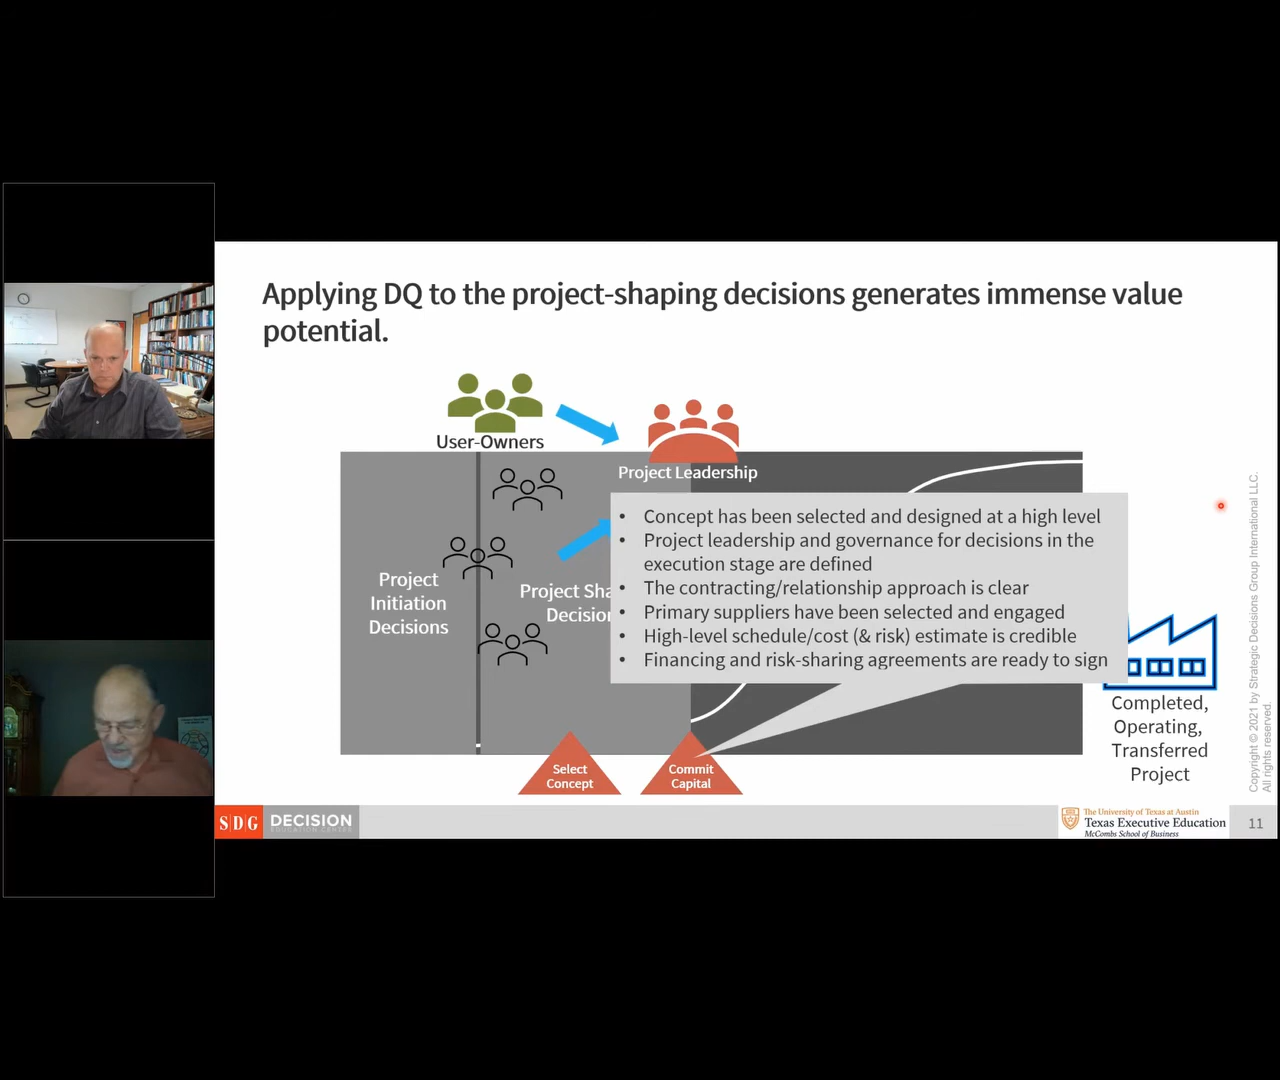 Applying DQ to the project-shaping decisions generates immense value
potential.
User-Owners
Project Leadership
Project
Initiation
Decisions
Project Sha
Decision
• Concept has been selected and designed at a high level
• Project leadership and governance for decisions in the
execution stage are defined
• The contracting/relationship approach is clear
• Primary suppliers have been selected and engaged
• High-level schedule/cost (& risk) estimate is credible
• Financing and risk-sharing agreements are ready to sign
Select
Concept
Commit
Capital
Completed,
Operating,
Transferred
Project
Copyright © 2021 by Strategic Decisions Group International LLC.
All rights reserved.
SDG
DECISION
EDUCATION CENTER
The University of Texas at Austin
Texas Executive Education
McCombs School of Business
11